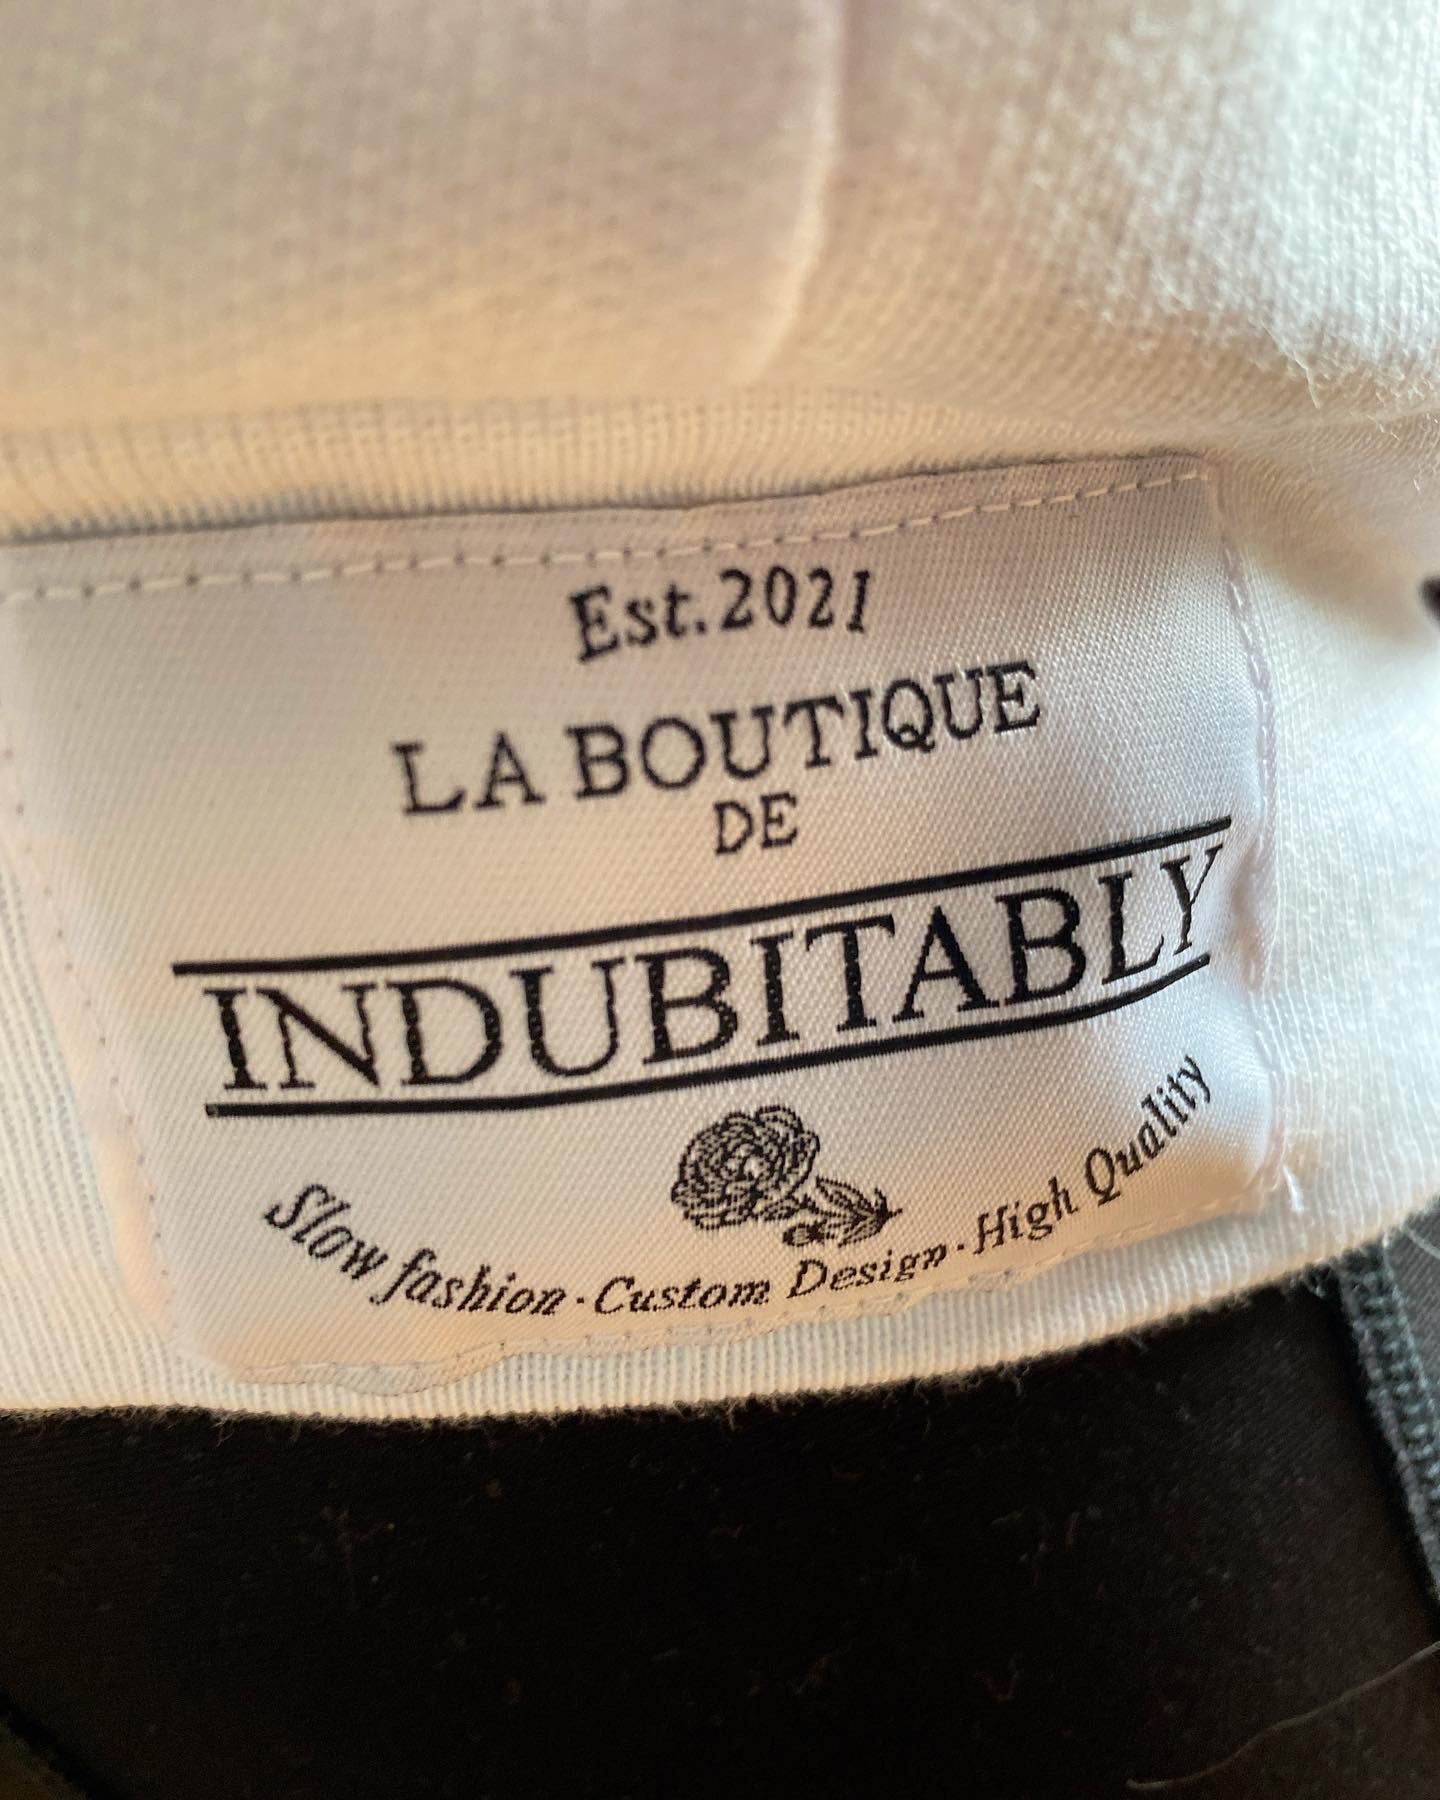 Est.2021
LA BOUTIQUE
DE
INDUBITABLY
Slow fashion · Custom Design · High Quality